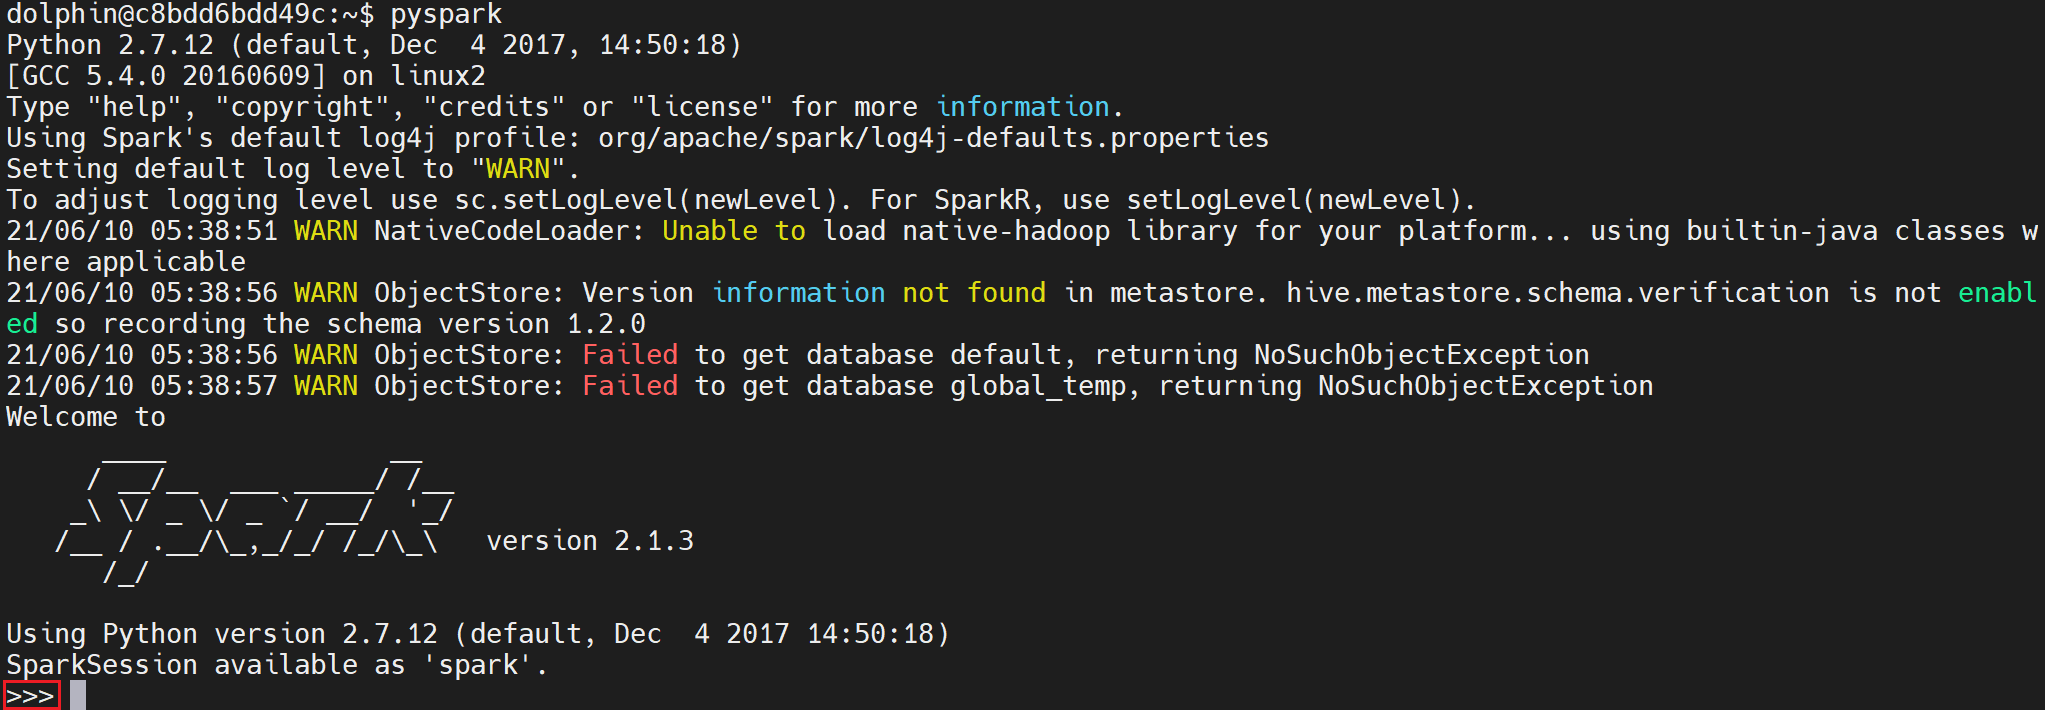 dolphin@c8bdd6bdd49c:~$ pyspark
Python 2.7.12 (default, Dec  4 2017, 14:50:18)
[GCC 5.4.0 20160609] on linux2
Type "help", "copyright", "credits" or "license" for more information.
Using Spark's default log4j profile: org/apache/spark/log4j-defaults.properties
Setting default log level to "WARN".
To adjust logging level use sc.setLogLevel(newLevel). For SparkR, use setLogLevel(newLevel).
21/06/10 05:38:51 WARN NativeCodeLoader: Unable to load native-hadoop library for your platform... using builtin-java classes w
here applicable
21/06/10 05:38:56 WARN ObjectStore: Version information not found in metastore. hive.metastore.schema.verification is not enabl
ed so recording the schema version 1.2.0
21/06/10 05:38:56 WARN ObjectStore: Failed to get database default, returning NoSuchObjectException
21/06/10 05:38:57 WARN ObjectStore: Failed to get database global_temp, returning NoSuchObjectException
Welcome to
      ____              __
     / __/__  ___ _____/ /__
    _\ \/ _ \/ _ `/ __/  '_/
   /__ / .__/\_,_/_/ /_/\_\   version 2.1.3
      /_/
Using Python version 2.7.12 (default, Dec  4 2017 14:50:18)
SparkSession available as 'spark'.
>>>